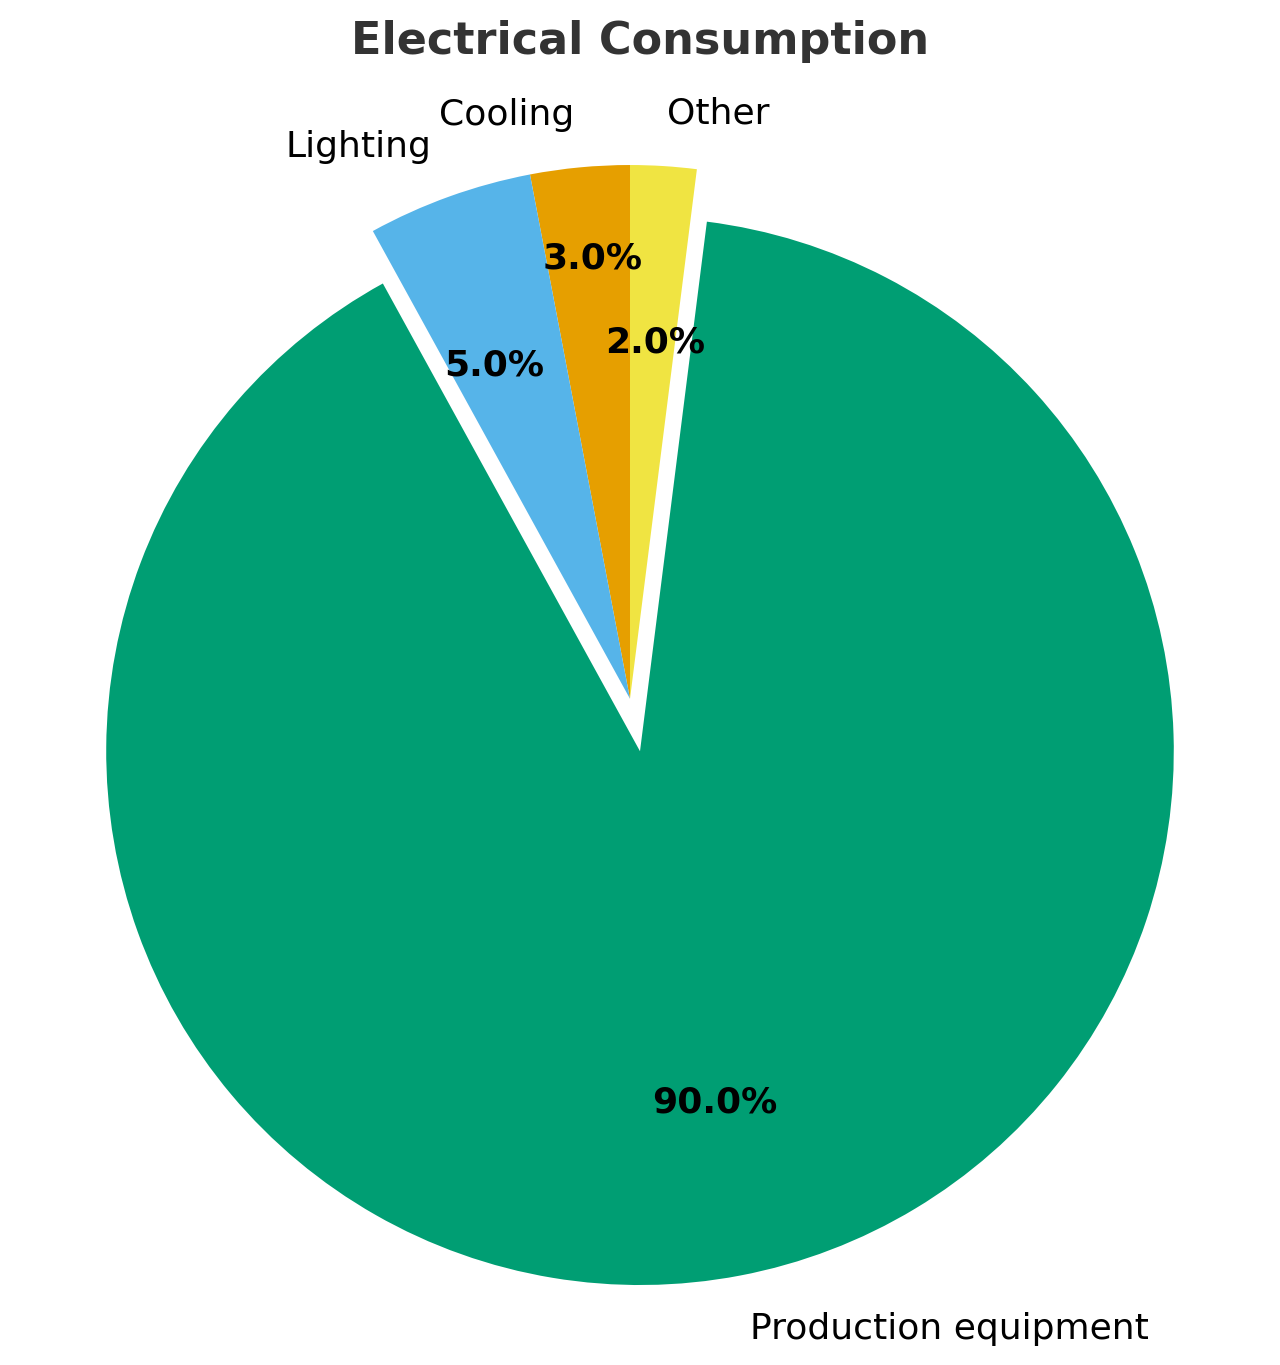 Electrical Consumption
Cooling
Other
Lighting
3.0%
2.0%
5.0%
90.0%
Production equipment